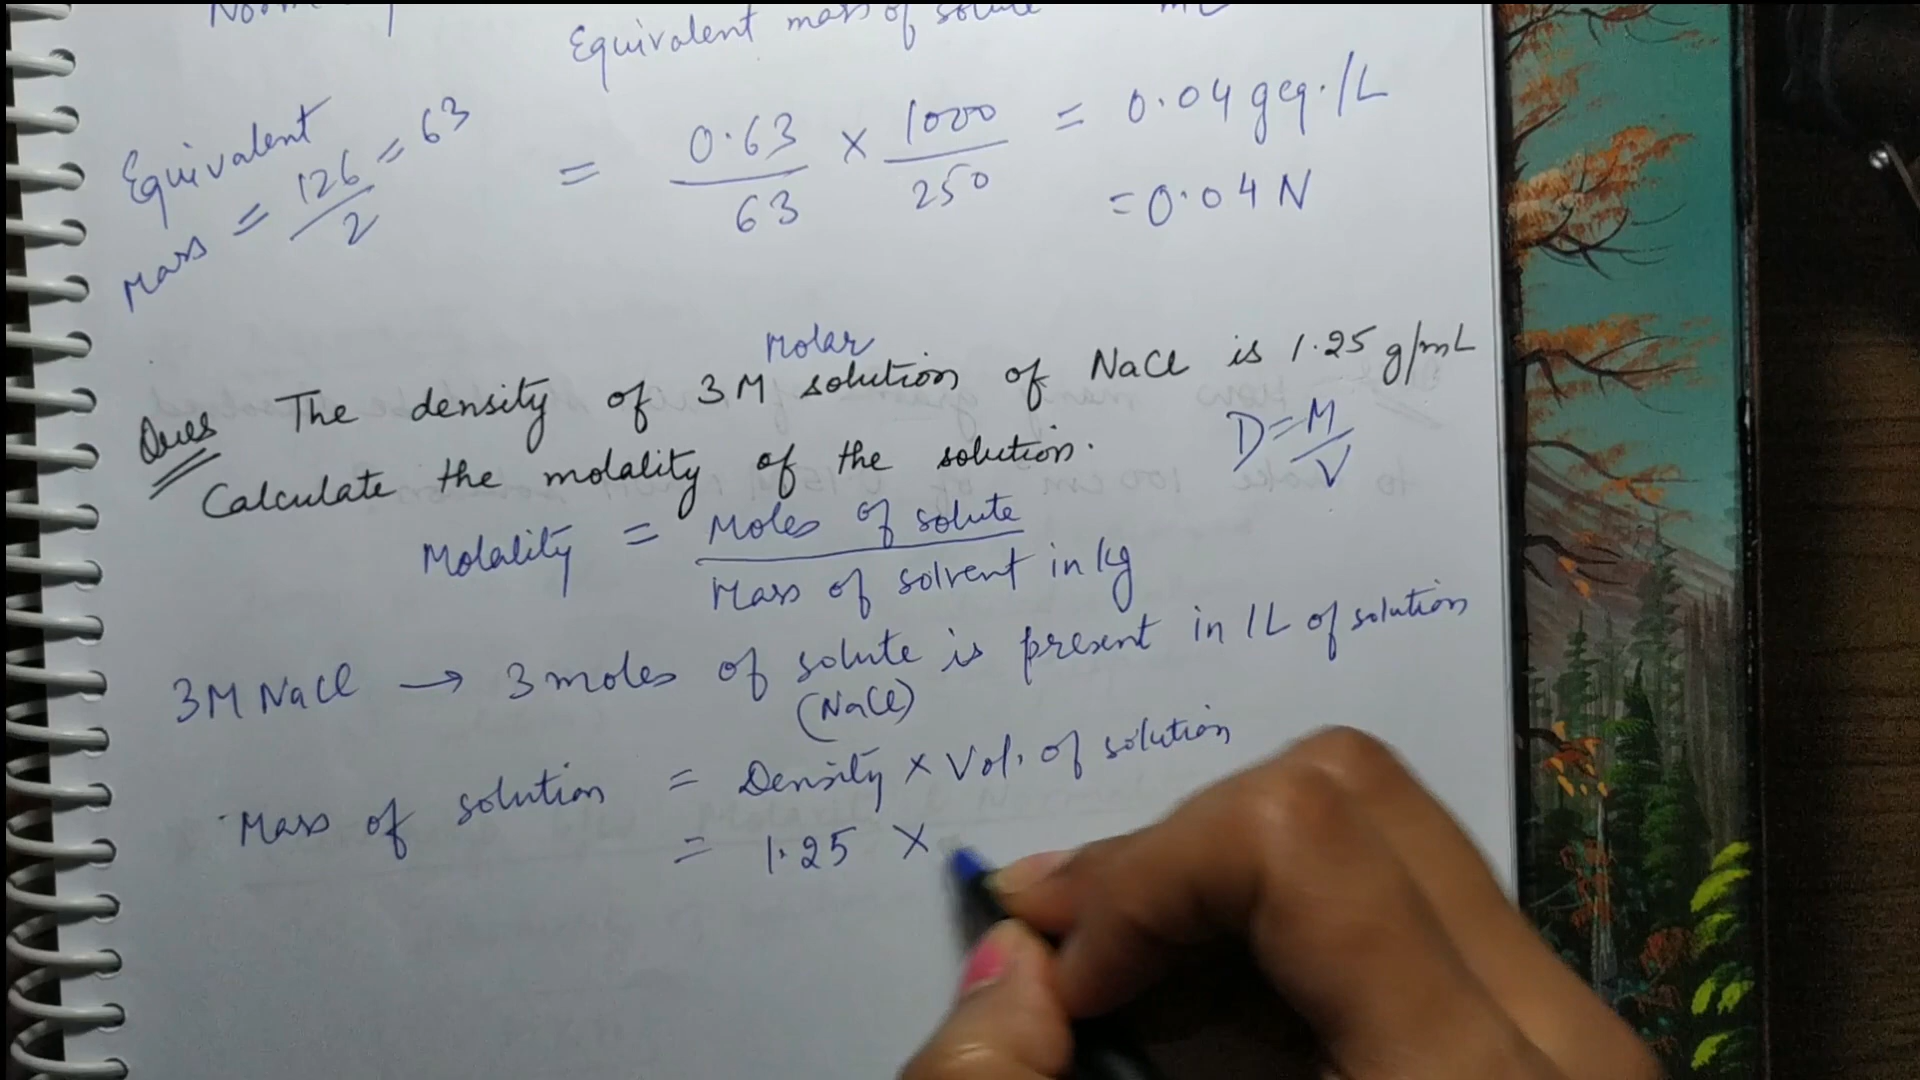 Equivalent mass of solute
Equivalent
Mass = 126/2 = 63
= 0.63/63 × 1000/250 = 0.04 geq./L
= 0.04 N
Molar
Ques The density of 3M solution of NaCl is 1.25 g/mL
Calculate the molality of the solution.
D = M/V
Molality = Moles of solute / Mass of solvent in kg
3M NaCl → 3 moles of solute is present in 1L of solution
(NaCl)
Mass of solution = Density × Vol. of solution
= 1.25 ×